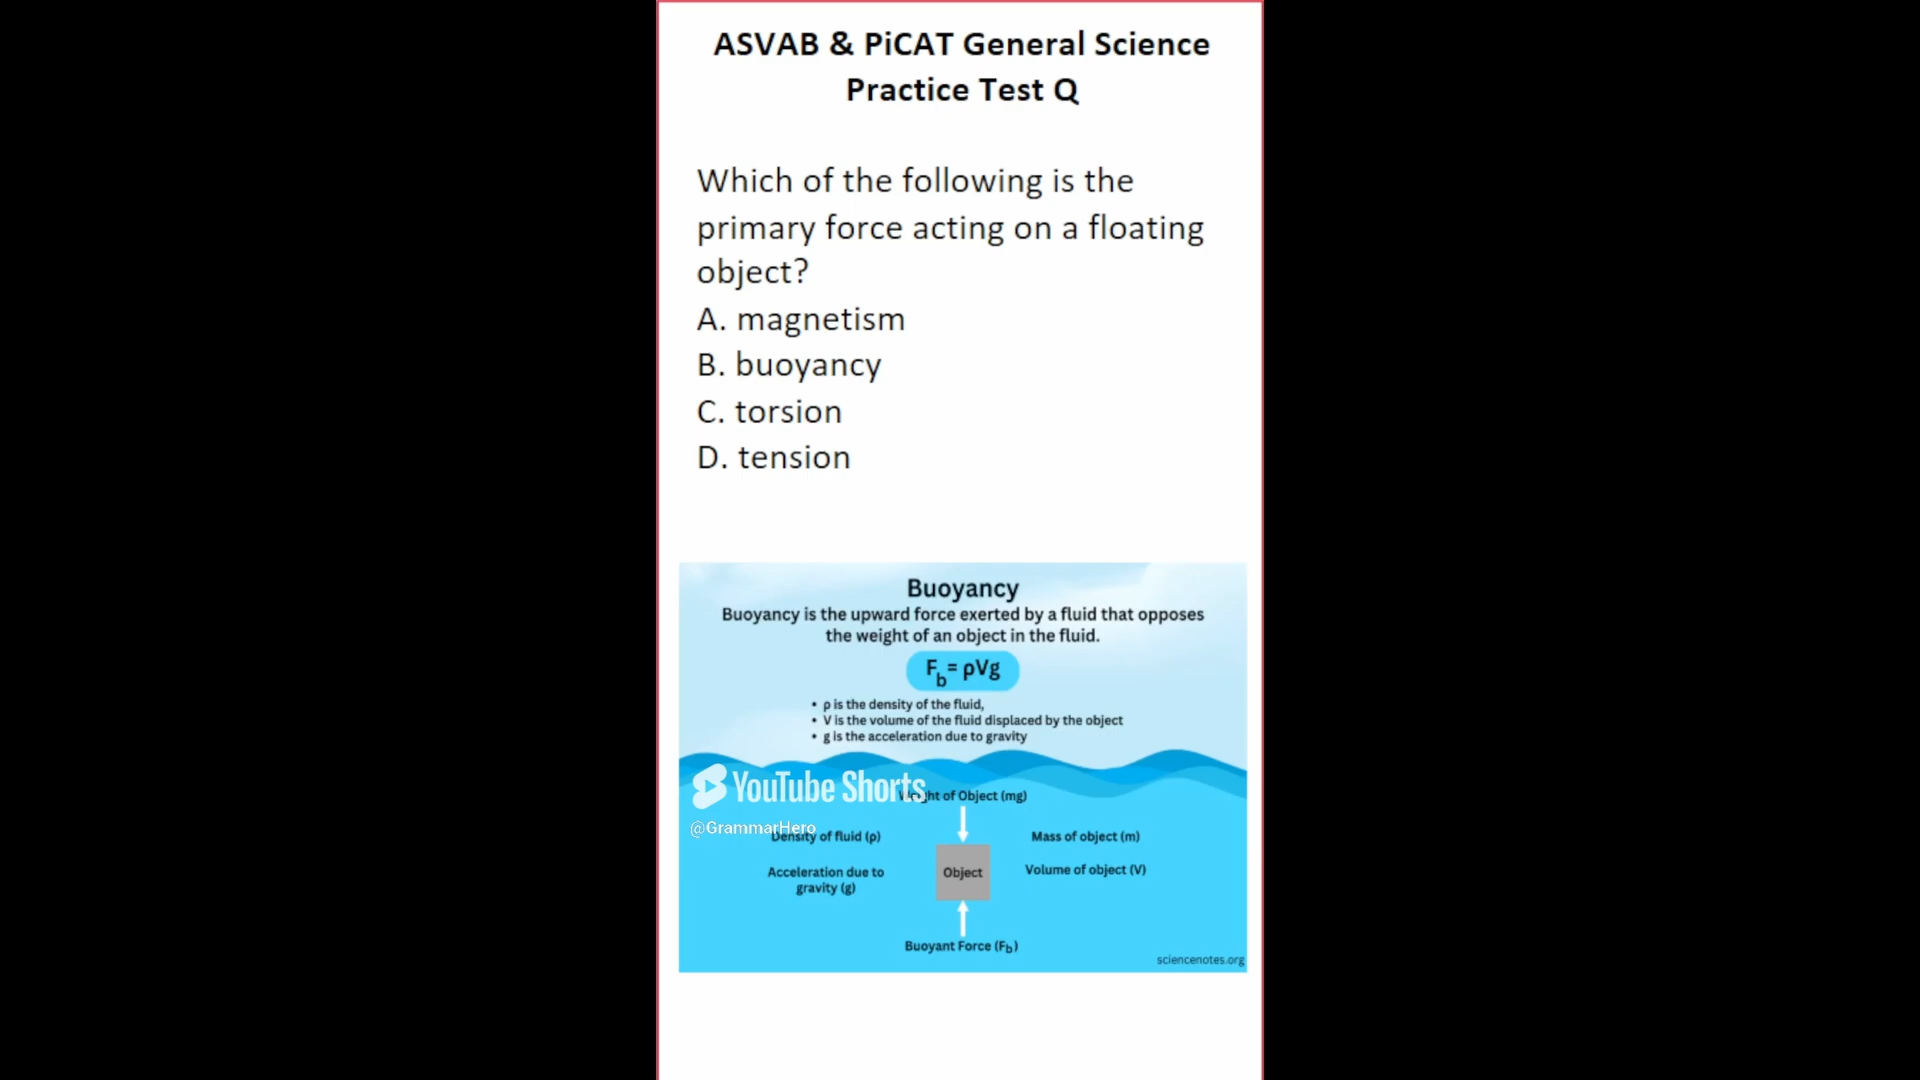 ASVAB & PiCAT General Science
Practice Test Q
Which of the following is the
primary force acting on a floating
object?
A. magnetism
B. buoyancy
C. torsion
D. tension
Buoyancy
Buoyancy is the upward force exerted by a fluid that opposes
the weight of an object in the fluid.
Fb= ρVg
• ρ is the density of the fluid,
• V is the volume of the fluid displaced by the object
• g is the acceleration due to gravity
YouTube Shorts
Weight of Object (mg)
@GrammarHero
Density of fluid (ρ)
Mass of object (m)
Acceleration due to
gravity (g)
Object
Volume of object (V)
Buoyant Force (Fb)
sciencenotes.org